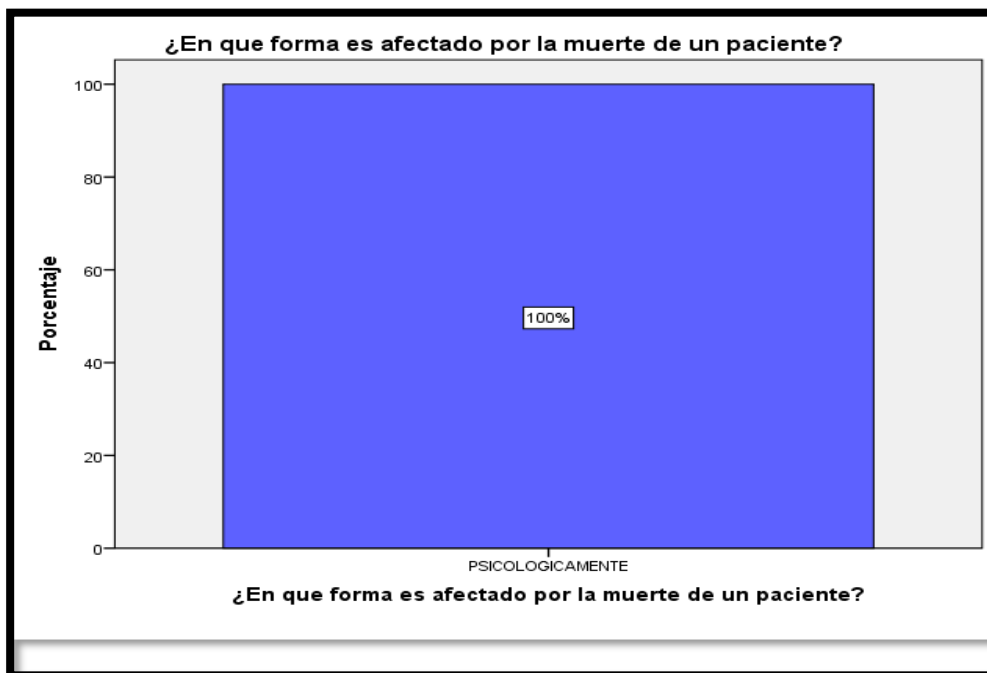 ¿En que forma es afectado por la muerte de un paciente?
100
80
60
40
20
0
Porcentaje
100%
PSICOLOGICAMENTE
¿En que forma es afectado por la muerte de un paciente?